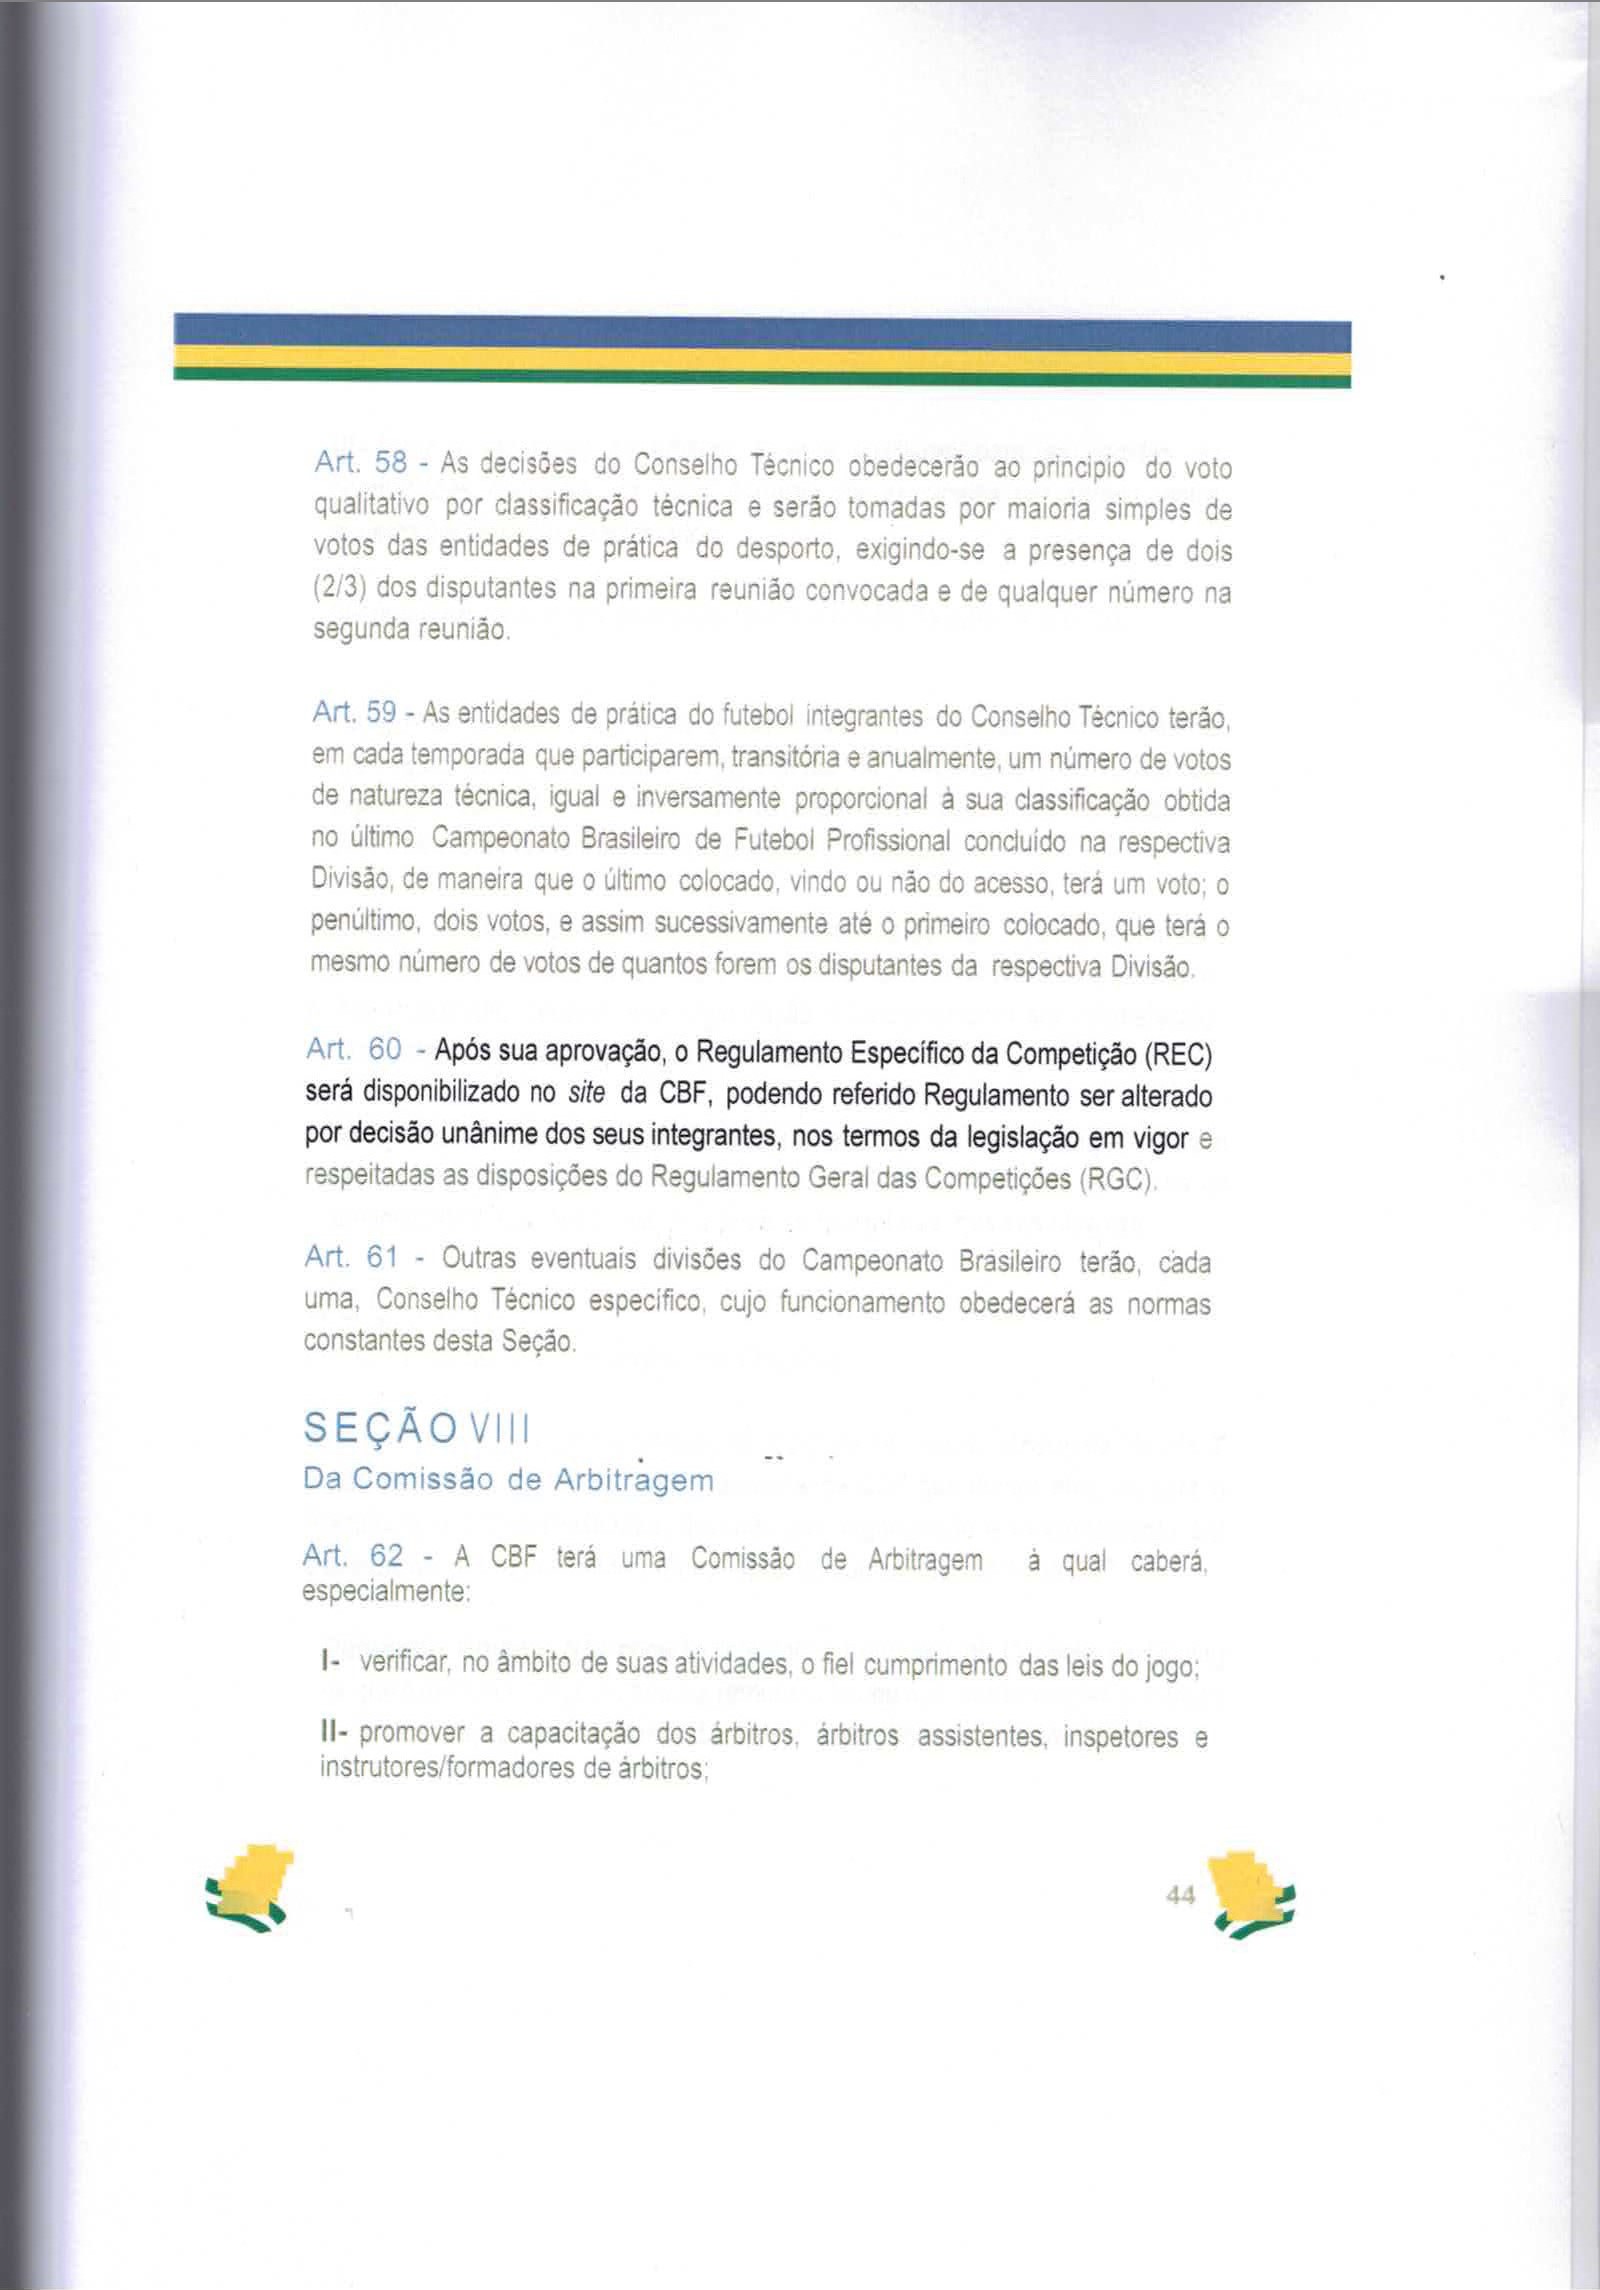 Art. 58 - As decisões do Conselho Técnico obedecerão ao principio do voto
qualitativo por classificação técnica e serão tomadas por maioria simples de
votos das entidades de prática do desporto, exigindo-se a presença de dois
(2/3) dos disputantes na primeira reunião convocada e de qualquer número na
segunda reunião.
Art. 59 - As entidades de prática do futebol integrantes do Conselho Técnico terão,
em cada temporada que participarem, transitória e anualmente, um número de votos
de natureza técnica, igual e inversamente proporcional à sua classificação obtida
no último Campeonato Brasileiro de Futebol Profissional concluído na respectiva
Divisão, de maneira que o último colocado, vindo ou não do acesso, terá um voto; o
penúltimo, dois votos, e assim sucessivamente até o primeiro colocado, que terá o
mesmo número de votos de quantos forem os disputantes da respectiva Divisão.
Art. 60 - Após sua aprovação, o Regulamento Específico da Competição (REC)
será disponibilizado no site da CBF, podendo referido Regulamento ser alterado
por decisão unânime dos seus integrantes, nos termos da legislação em vigor e
respeitadas as disposições do Regulamento Geral das Competições (RGC).
Art. 61 - Outras eventuais divisões do Campeonato Brasileiro terão, cada
uma, Conselho Técnico específico, cujo funcionamento obedecerá as normas
constantes desta Seção.
SEÇÃO VIII
Da Comissão de Arbitragem
Art. 62 - A CBF terá uma Comissão de Arbitragem à qual caberá,
especialmente:
I- verificar, no âmbito de suas atividades, o fiel cumprimento das leis do jogo;
II- promover a capacitação dos árbitros, árbitros assistentes, inspetores e
instrutores/formadores de árbitros;
44